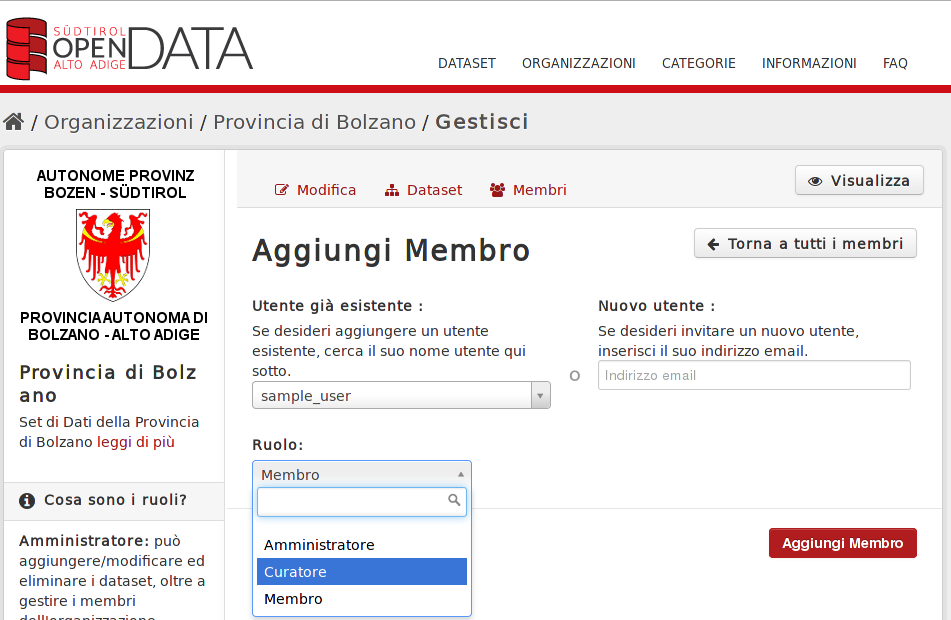 SÜDTIROL
OPEN DATA
ALTO ADIGE
DATASET ORGANIZZAZIONI CATEGORIE INFORMAZIONI FAQ
/ Organizzazioni / Provincia di Bolzano / Gestisci
AUTONOME PROVINZ
BOZEN - SÜDTIROL
PROVINCIA AUTONOMA DI
BOLZANO - ALTO ADIGE
Provincia di Bolz
ano
Set di Dati della Provincia
di Bolzano leggi di più
Cosa sono i ruoli?
Amministratore: può
aggiungere/modificare ed
eliminare i dataset, oltre a
gestire i membri
dell'organizzazione
Modifica Dataset Membri
Visualizza
Aggiungi Membro
Torna a tutti i membri
Utente già esistente :
Se desideri aggiungere un utente
esistente, cerca il suo nome utente qui
sotto.
sample_user
O
Nuovo utente :
Se desideri invitare un nuovo utente,
inserisci il suo indirizzo email.
Indirizzo email
Ruolo:
Membro
Amministratore
Curatore
Membro
Aggiungi Membro